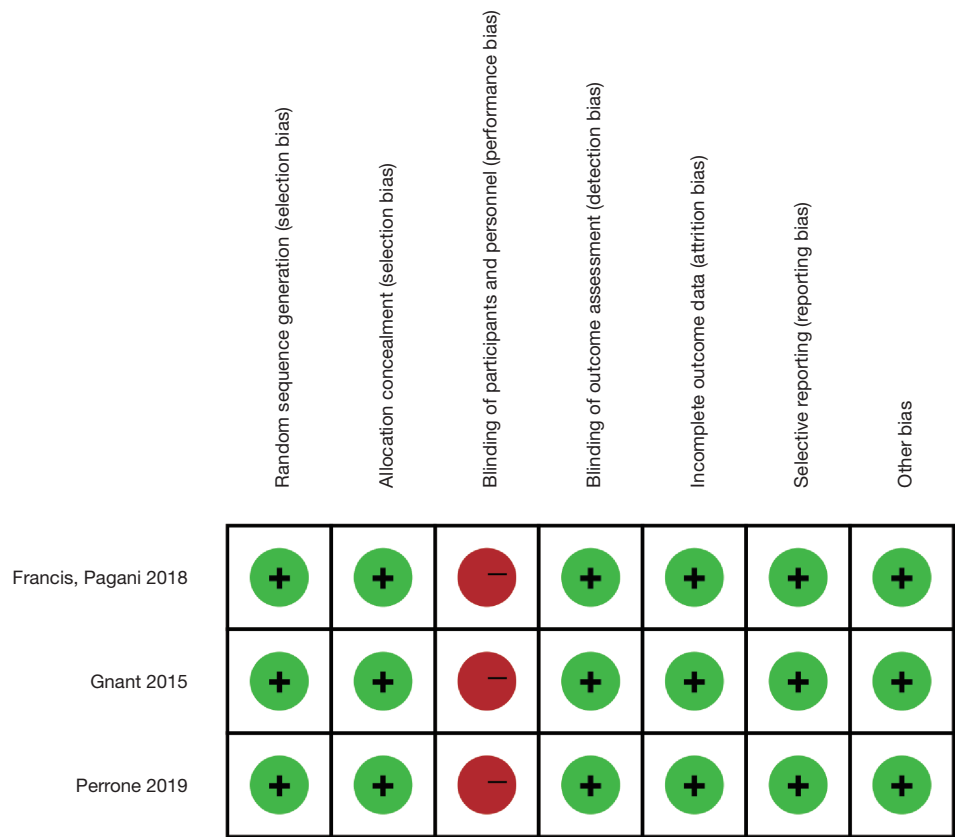 Random sequence generation (selection bias)
Allocation concealment (selection bias)
Blinding of participants and personnel (performance bias)
Blinding of outcome assessment (detection bias)
Incomplete outcome data (attrition bias)
Selective reporting (reporting bias)
Other bias
Francis, Pagani 2018 + + – + + + +
Gnant 2015 + + – + + + +
Perrone 2019 + + – + + + +